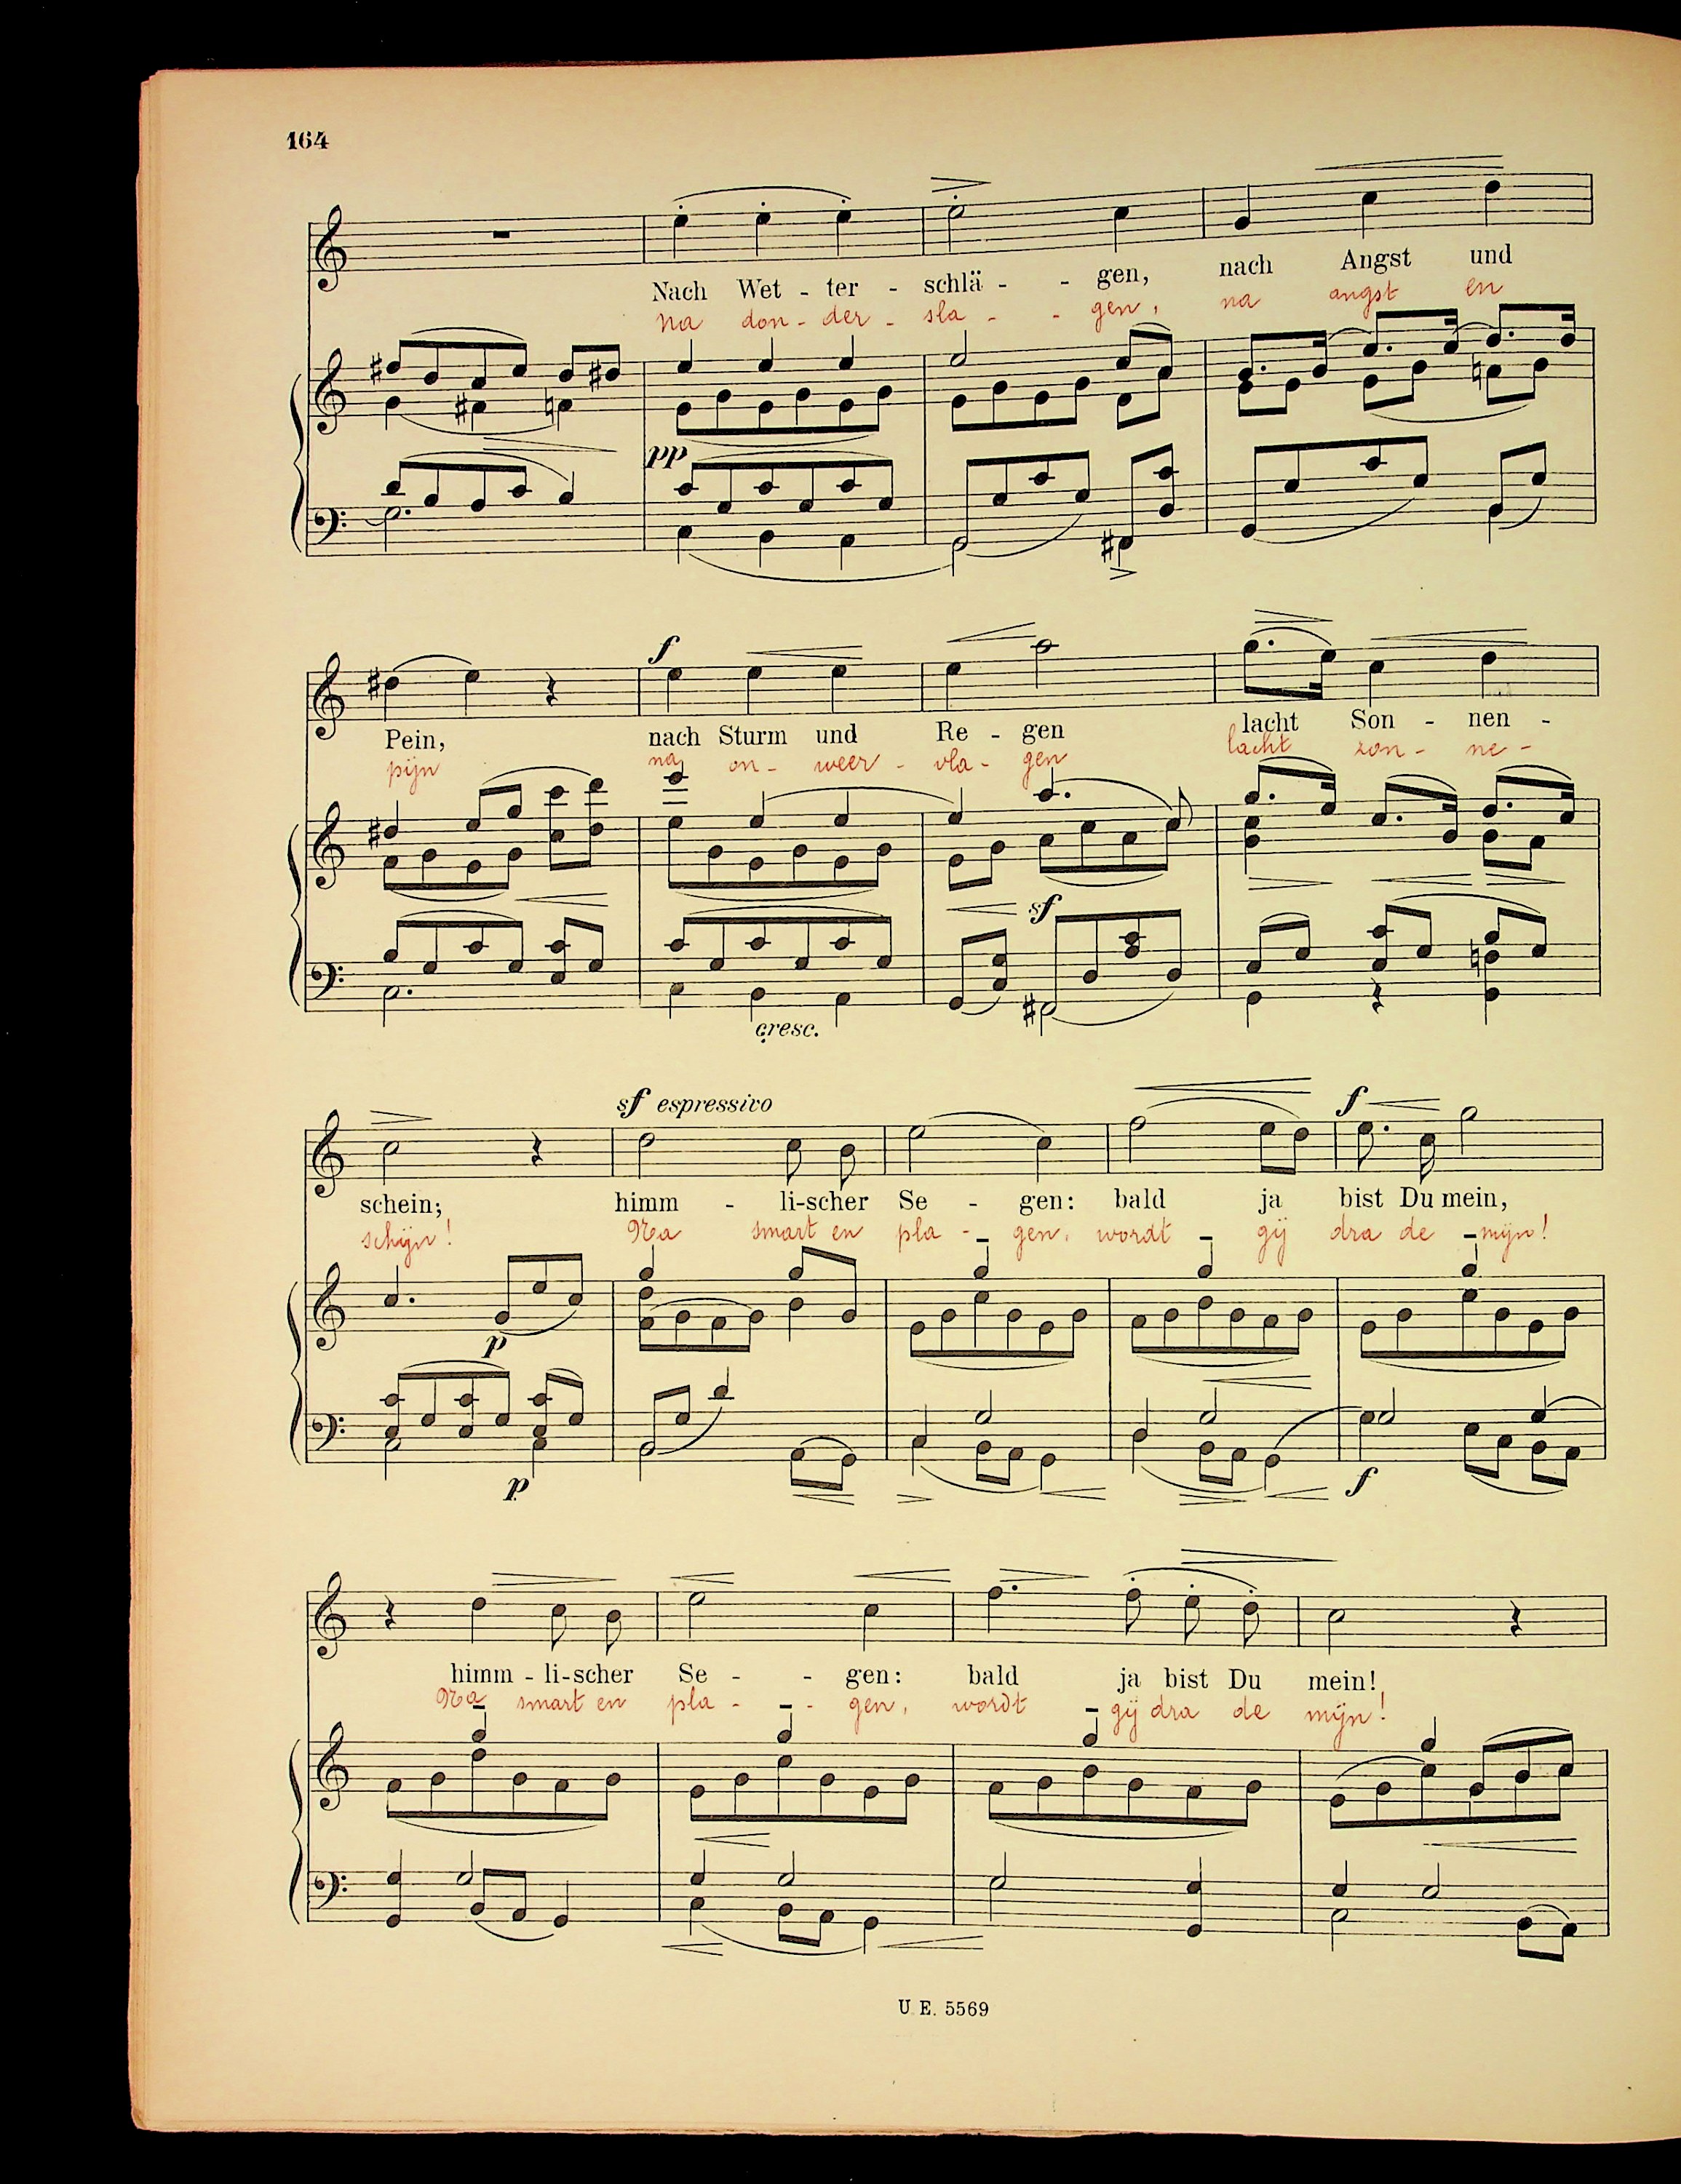 164
Nach Wet - ter - schlä - - gen, nach Angst und
na don - der - sla - - gen, na angst en
pp
Pein, nach Sturm und Re - gen lacht Son - nen -
pijn na on - weer - vla - gen lacht zon - ne -
f
sf
cresc.
sf espressivo f
schein; himm - li-scher Se - gen: bald ja bist Du mein,
schijn! Na smart en pla - gen, wordt gij dra de mijn!
p
p f
himm - li-scher Se - - gen: bald ja bist Du mein!
Na smart en pla - - gen, wordt gij dra de mijn!
U. E. 5569